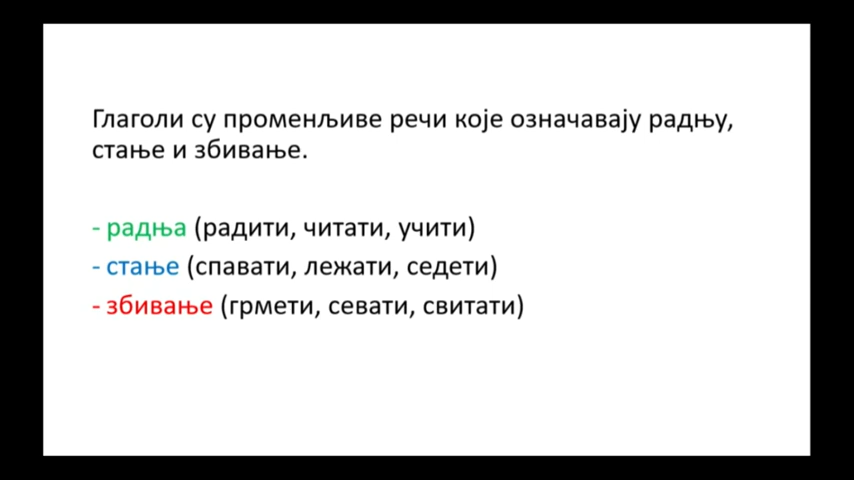 Глаголи су променљиве речи које означавају радњу,
стање и збивање.
- радња (радити, читати, учити)
- стање (спавати, лежати, седети)
- збивање (грмети, севати, свитати)